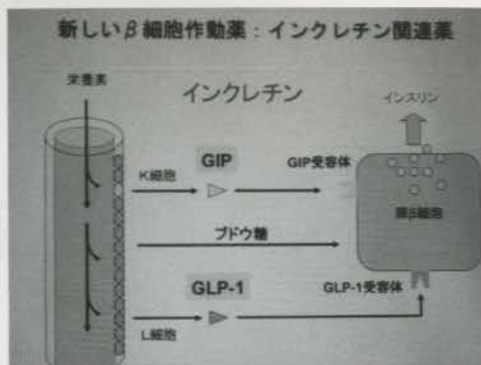 新しいβ細胞作動薬：インクレチン関連薬
栄養素
インクレチン
インスリン
GIP
GIP受容体
K細胞
膵β細胞
ブドウ糖
GLP-1
GLP-1受容体
L細胞